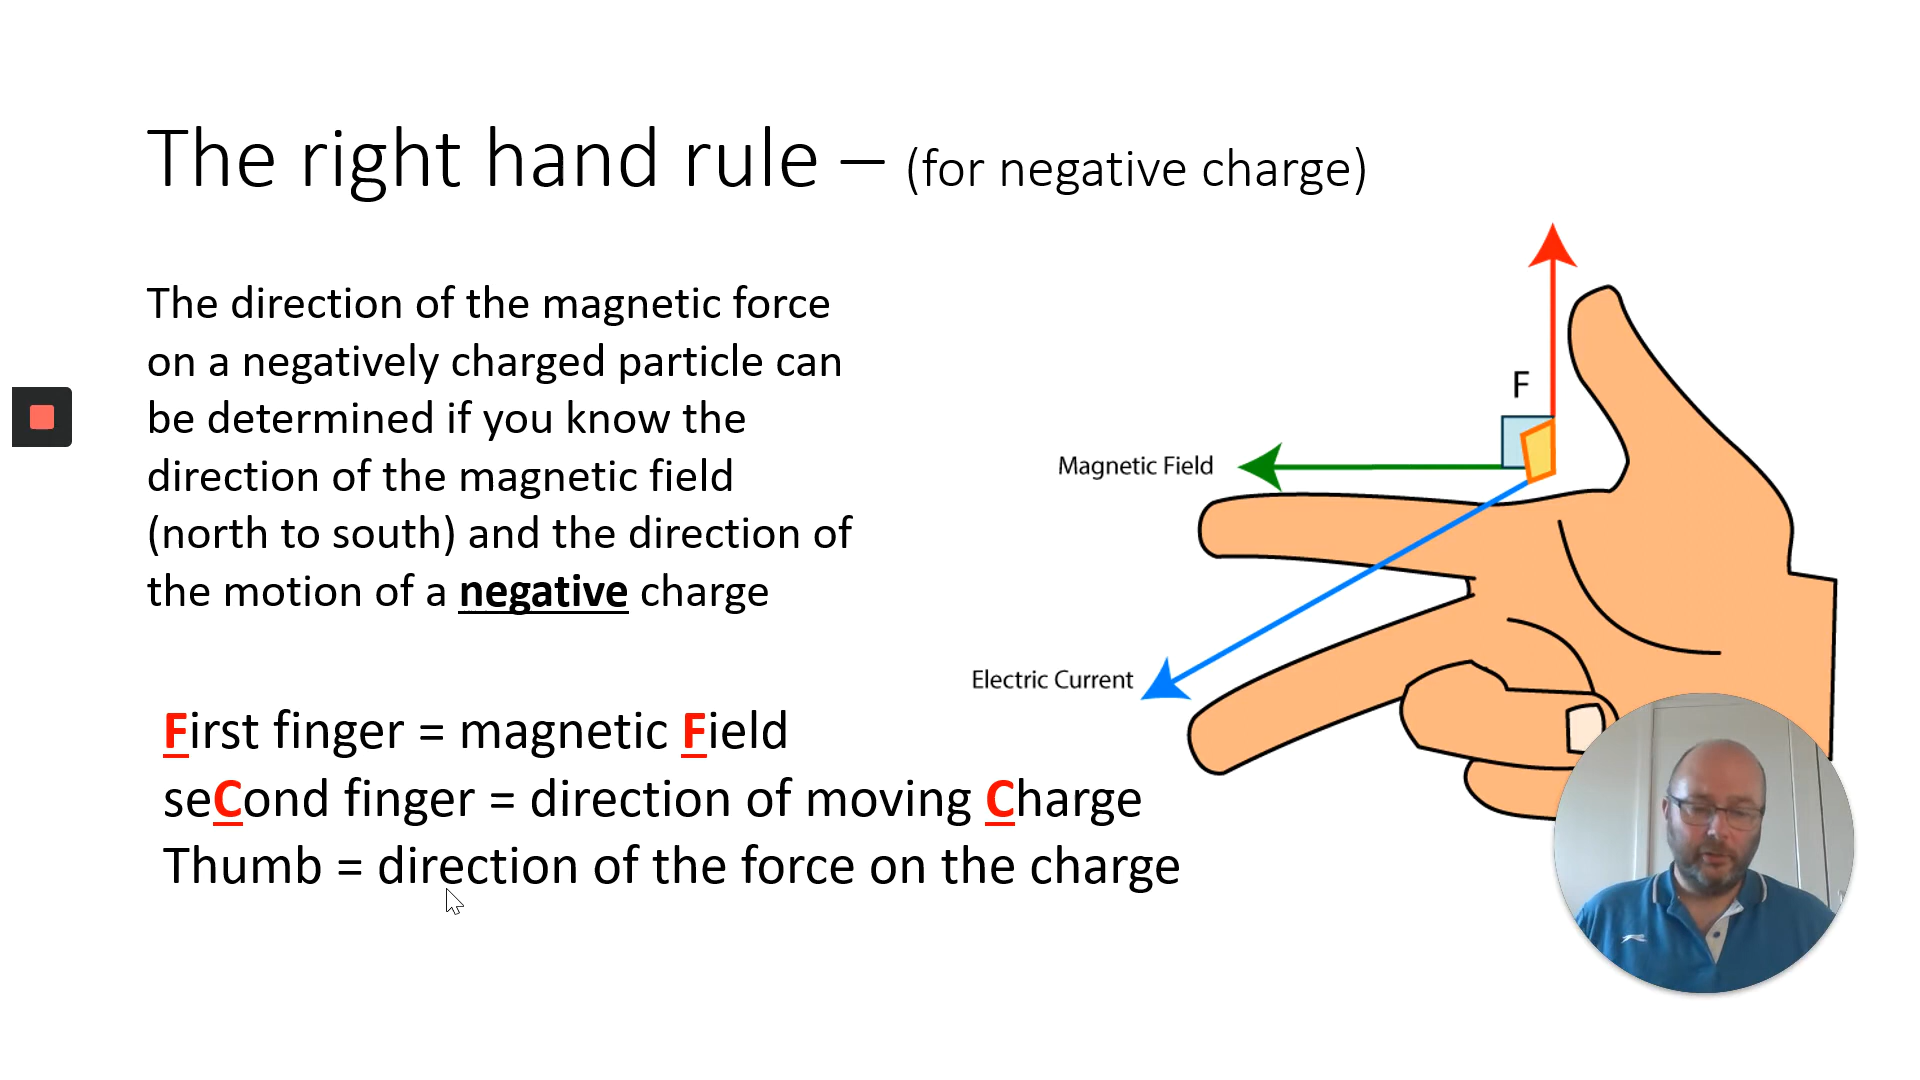 The right hand rule – (for negative charge)
The direction of the magnetic force
on a negatively charged particle can
be determined if you know the
direction of the magnetic field
(north to south) and the direction of
the motion of a negative charge
First finger = magnetic Field
seCond finger = direction of moving Charge
Thumb = direction of the force on the charge
F
Magnetic Field
Electric Current